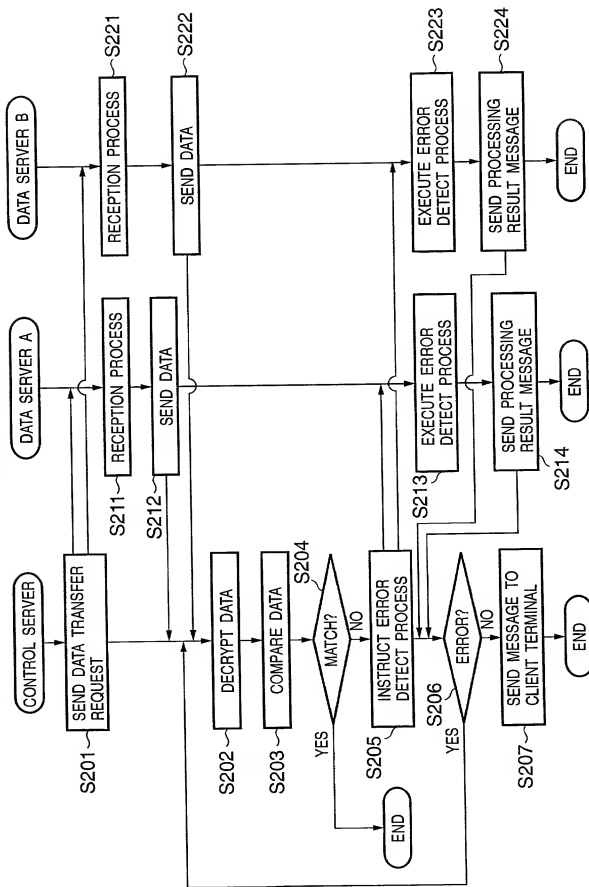 CONTROL SERVER
SEND DATA TRANSFER
REQUEST
S201
DECRYPT DATA
S202
COMPARE DATA
S203
MATCH?
S204
YES
NO
END
INSTRUCT ERROR
DETECT PROCESS
S205
ERROR?
S206
YES
NO
SEND MESSAGE TO
CLIENT TERMINAL
S207
END
DATA SERVER A
RECEPTION PROCESS
S211
SEND DATA
S212
EXECUTE ERROR
DETECT PROCESS
S213
SEND PROCESSING
RESULT MESSAGE
S214
END
DATA SERVER B
RECEPTION PROCESS
S221
SEND DATA
S222
EXECUTE ERROR
DETECT PROCESS
S223
SEND PROCESSING
RESULT MESSAGE
S224
END